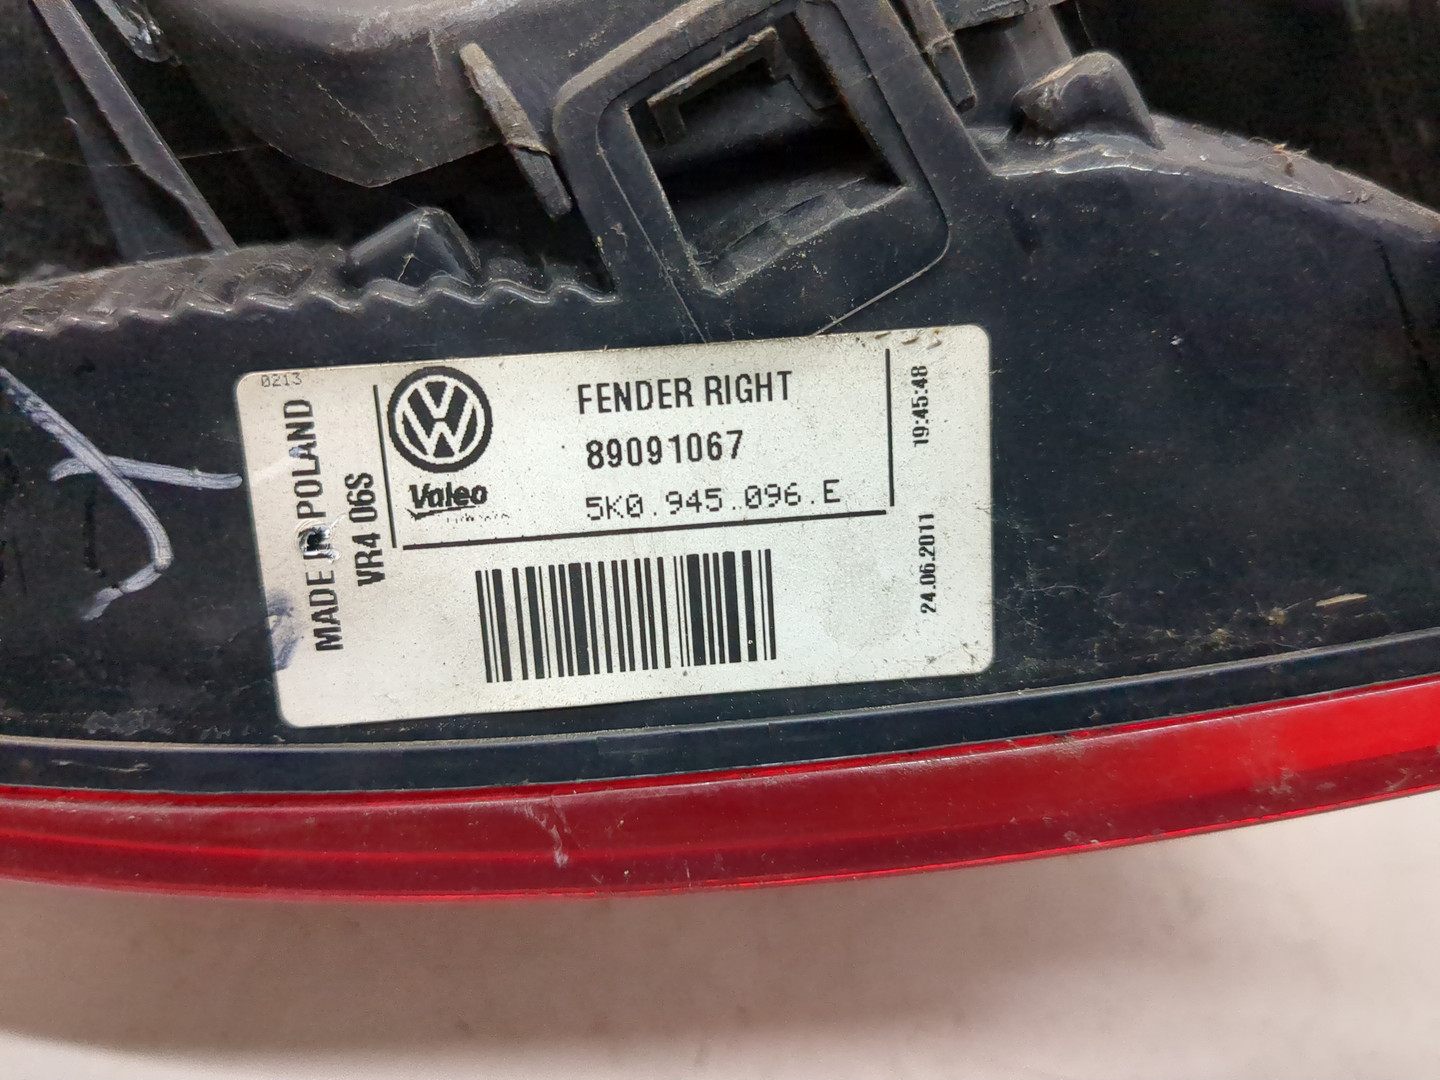 0213
MADE IN POLAND
VR4 06S
Valeo
FENDER RIGHT
89091067
5K0.945.096.E
19:45:48
24.06.2011